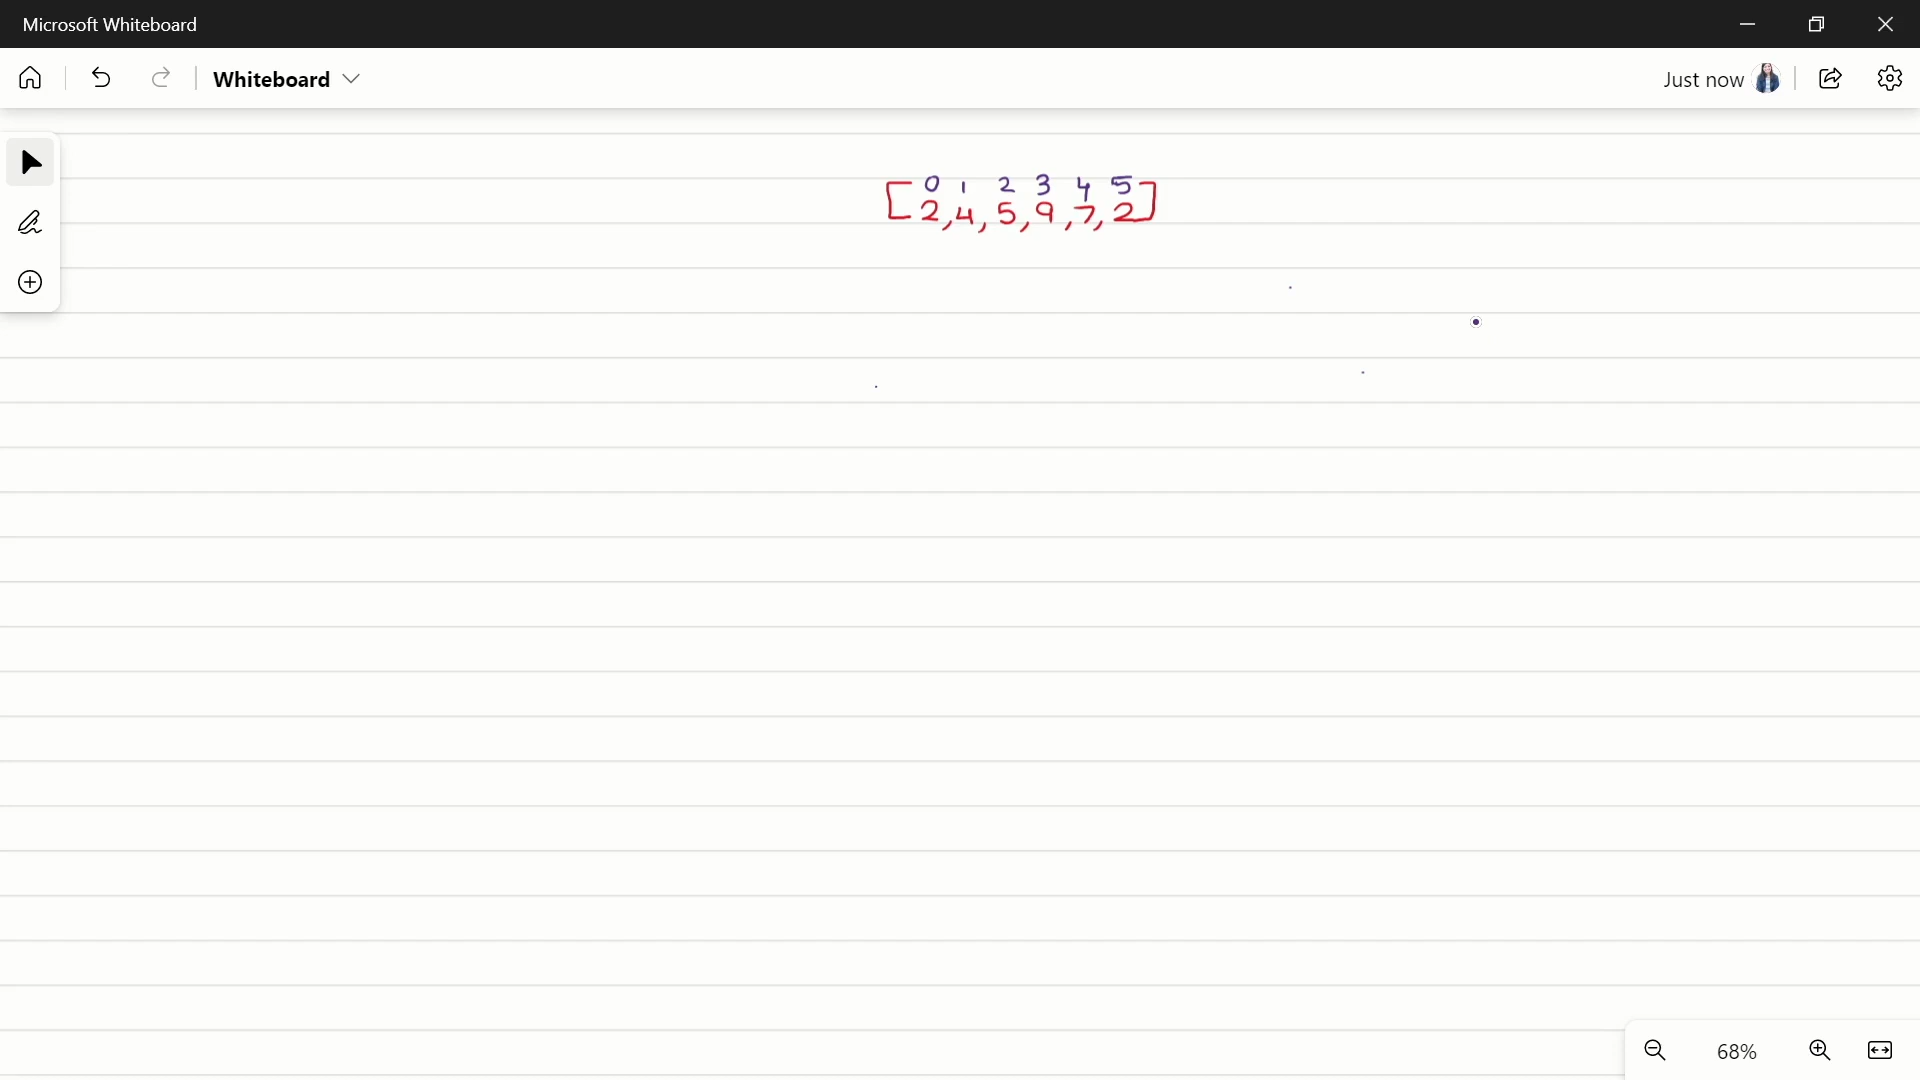 Microsoft Whiteboard
Whiteboard
Just now
0 1 2 3 4 5
[2,4,5,9,7,2]
68%